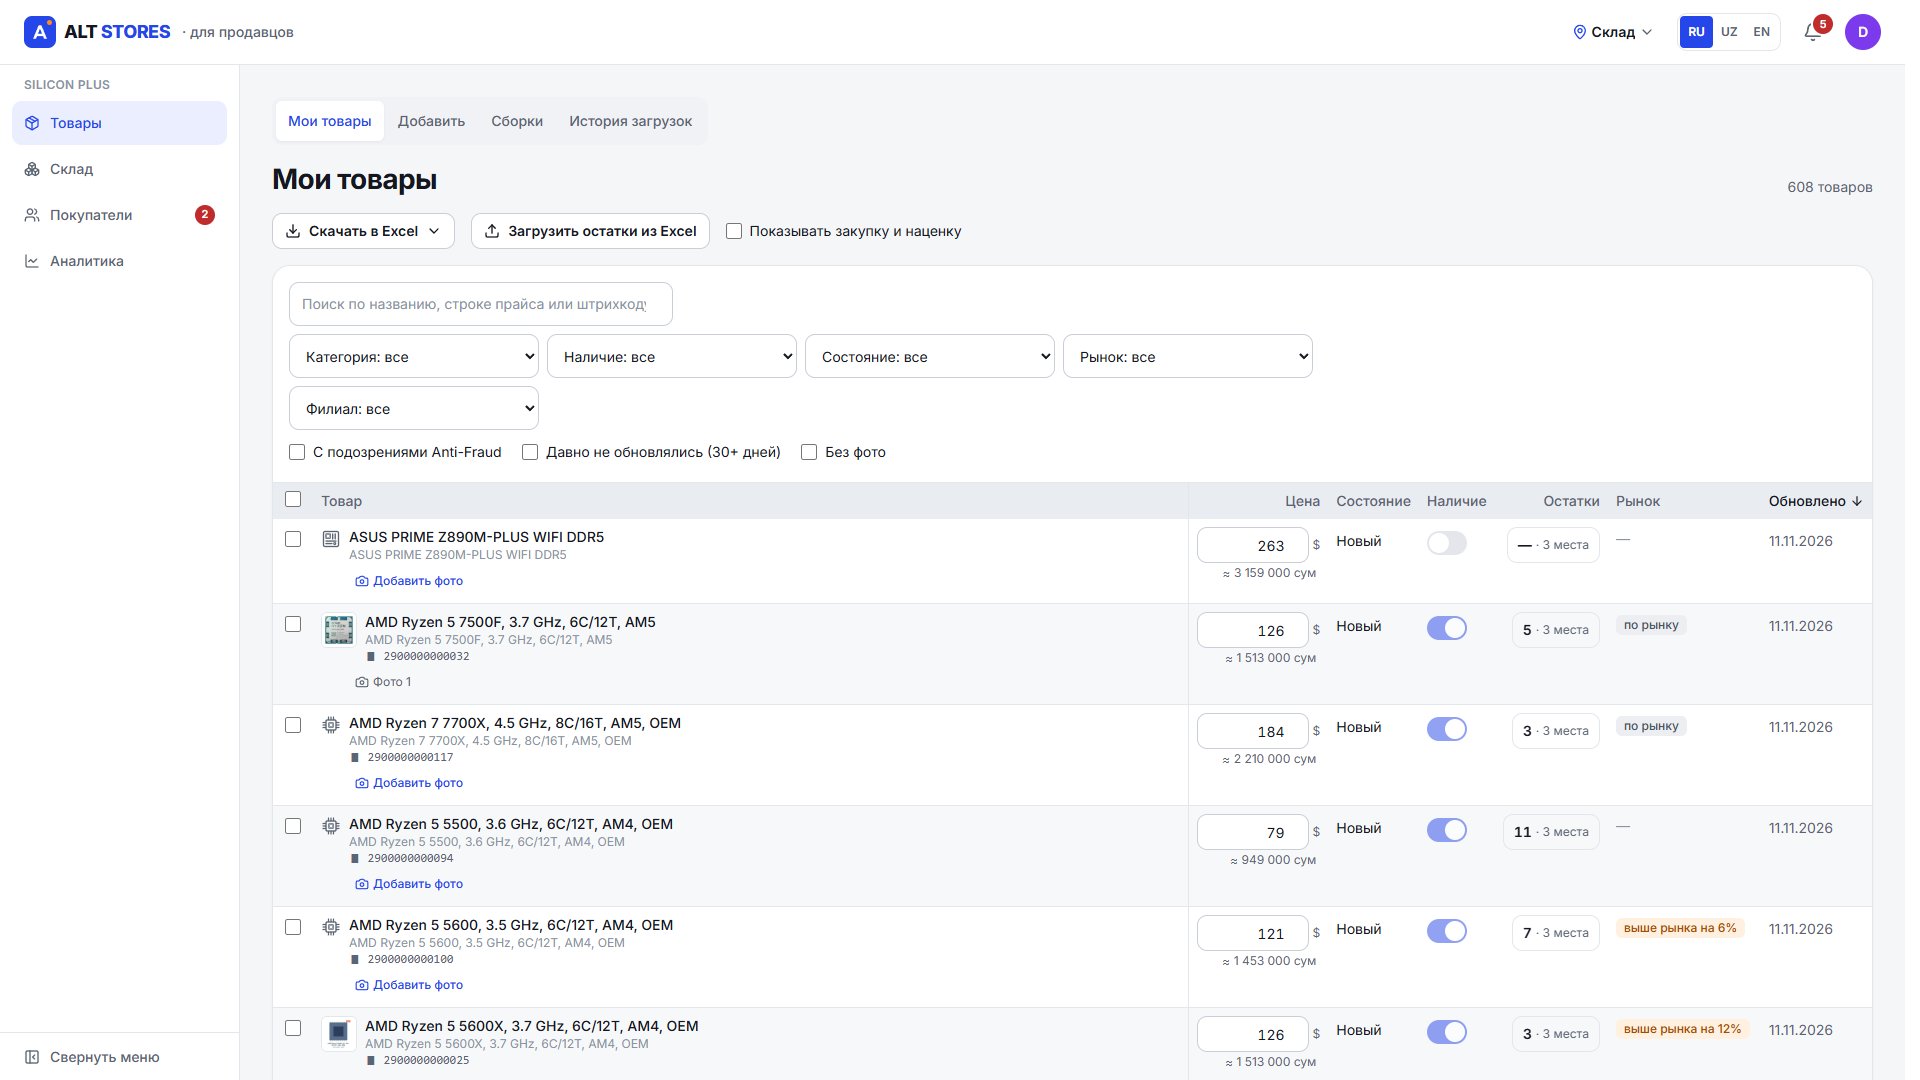 A ALT STORES · для продавцов
Склад
RU UZ EN
5
D
SILICON PLUS
Товары
Склад
Покупатели 2
Аналитика
Свернуть меню
Мои товары Добавить Сборки История загрузок
Мои товары
608 товаров
Скачать в Excel Загрузить остатки из Excel Показывать закупку и наценку
Поиск по названию, строке прайса или штрихкоду
Категория: все Наличие: все Состояние: все Рынок: все
Филиал: все
С подозрениями Anti-Fraud Давно не обновлялись (30+ дней) Без фото
Товар Цена Состояние Наличие Остатки Рынок Обновлено ↓
ASUS PRIME Z890M-PLUS WIFI DDR5 263 $ Новый — · 3 места — 11.11.2026
ASUS PRIME Z890M-PLUS WIFI DDR5
≈ 3 159 000 сум
Добавить фото
AMD Ryzen 5 7500F, 3.7 GHz, 6C/12T, AM5 126 $ Новый 5 · 3 места по рынку 11.11.2026
AMD Ryzen 5 7500F, 3.7 GHz, 6C/12T, AM5
2900000000032 ≈ 1 513 000 сум
Фото 1
AMD Ryzen 7 7700X, 4.5 GHz, 8C/16T, AM5, OEM 184 $ Новый 3 · 3 места по рынку 11.11.2026
AMD Ryzen 7 7700X, 4.5 GHz, 8C/16T, AM5, OEM
2900000000117 ≈ 2 210 000 сум
Добавить фото
AMD Ryzen 5 5500, 3.6 GHz, 6C/12T, AM4, OEM 79 $ Новый 11 · 3 места — 11.11.2026
AMD Ryzen 5 5500, 3.6 GHz, 6C/12T, AM4, OEM
2900000000094 ≈ 949 000 сум
Добавить фото
AMD Ryzen 5 5600, 3.5 GHz, 6C/12T, AM4, OEM 121 $ Новый 7 · 3 места выше рынка на 6% 11.11.2026
AMD Ryzen 5 5600, 3.5 GHz, 6C/12T, AM4, OEM
2900000000100 ≈ 1 453 000 сум
Добавить фото
AMD Ryzen 5 5600X, 3.7 GHz, 6C/12T, AM4, OEM 126 $ Новый 3 · 3 места выше рынка на 12% 11.11.2026
AMD Ryzen 5 5600X, 3.7 GHz, 6C/12T, AM4, OEM
2900000000025 ≈ 1 513 000 сум